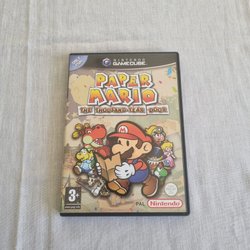 NINTENDO
GAMECUBE
PAPER
MARIO
THE THOUSAND-YEAR DOOR
3+
PAL
Nintendo